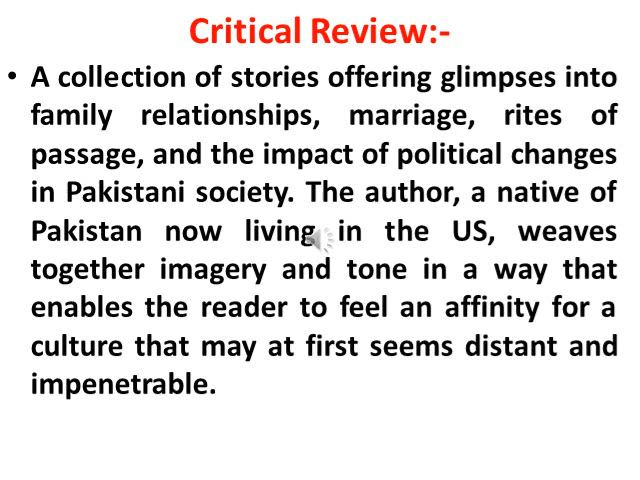 Critical Review:-
• A collection of stories offering glimpses into
family relationships, marriage, rites of
passage, and the impact of political changes
in Pakistani society. The author, a native of
Pakistan now living in the US, weaves
together imagery and tone in a way that
enables the reader to feel an affinity for a
culture that may at first seems distant and
impenetrable.